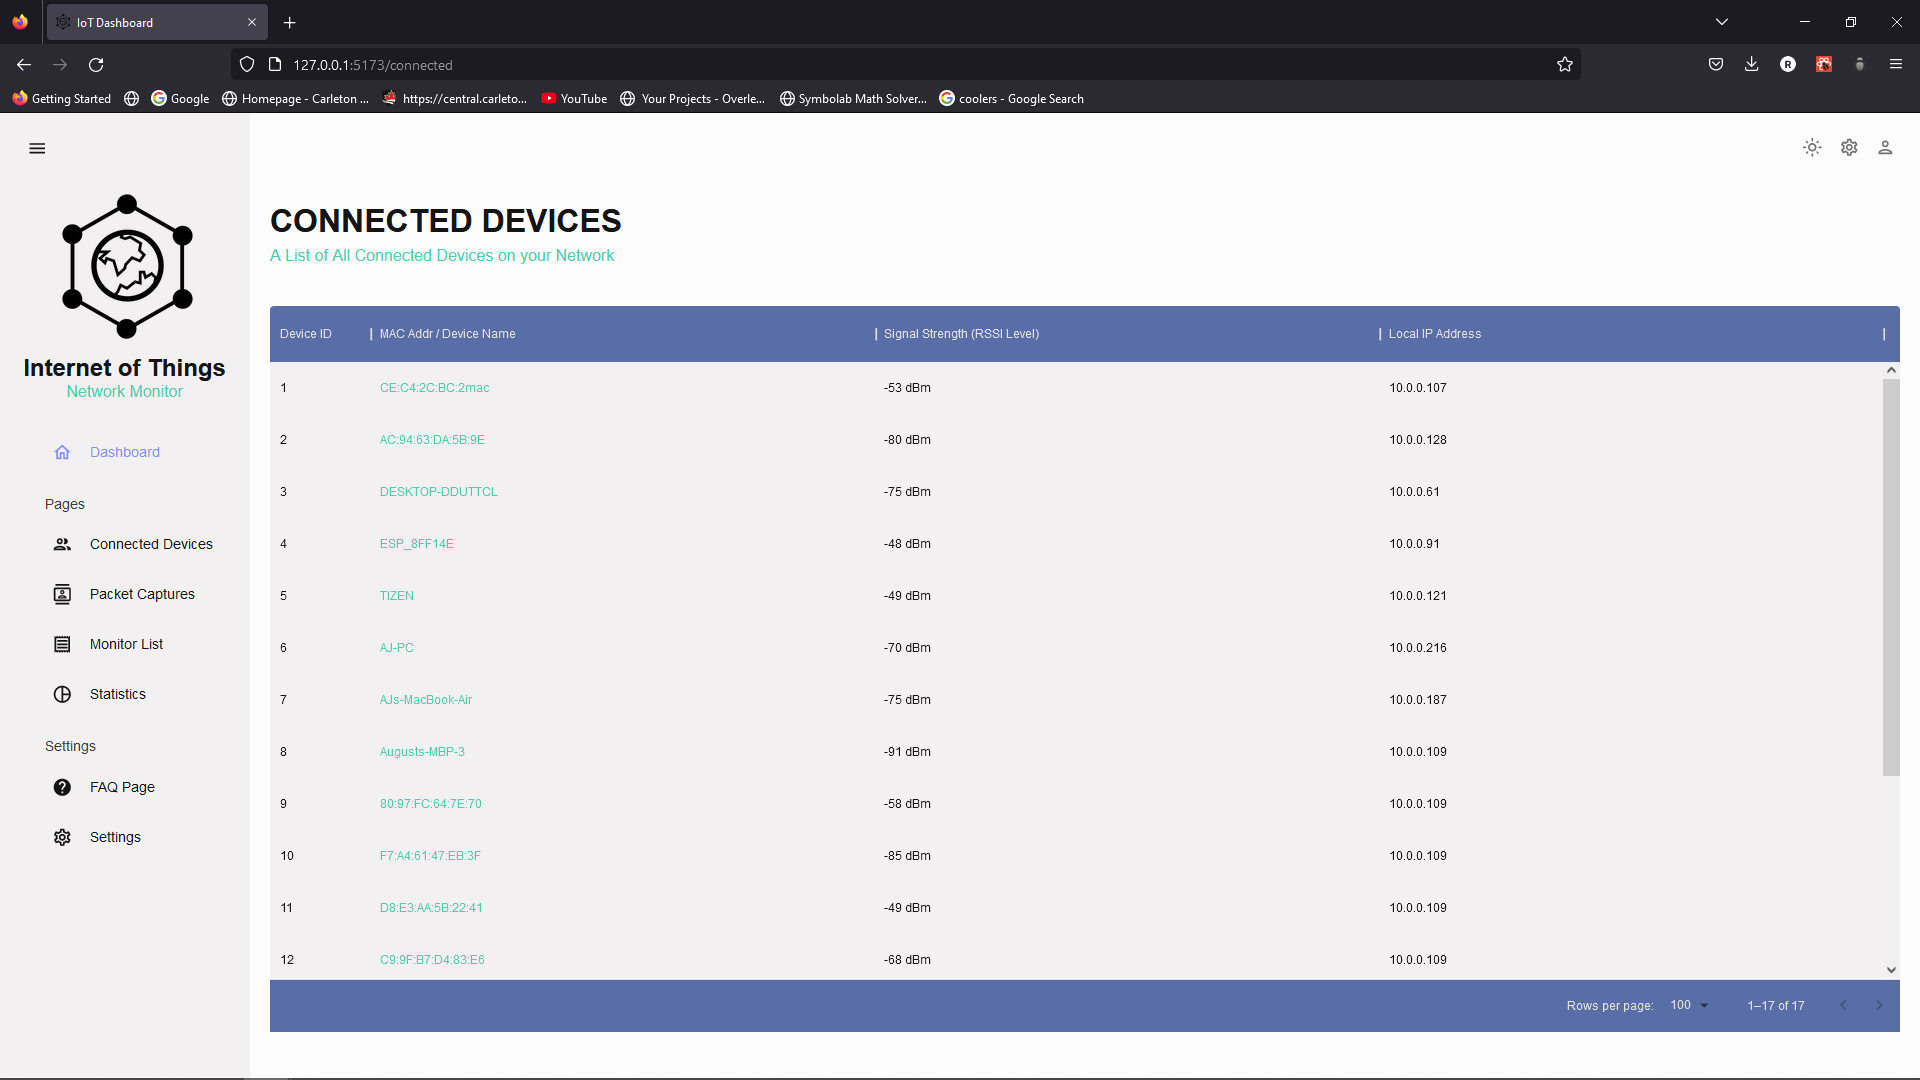 IoT Dashboard
127.0.0.1:5173/connected
Getting Started Google Homepage - Carleton ... https://central.carleto... YouTube Your Projects - Overle... Symbolab Math Solver... coolers - Google Search
Internet of Things
Network Monitor
Dashboard
Pages
Connected Devices
Packet Captures
Monitor List
Statistics
Settings
FAQ Page
Settings
CONNECTED DEVICES
A List of All Connected Devices on your Network
Device ID MAC Addr / Device Name Signal Strength (RSSI Level) Local IP Address
1 CE:C4:2C:BC:2mac -53 dBm 10.0.0.107
2 AC:94:63:DA:5B:9E -80 dBm 10.0.0.128
3 DESKTOP-DDUTTCL -75 dBm 10.0.0.61
4 ESP_8FF14E -48 dBm 10.0.0.91
5 TIZEN -49 dBm 10.0.0.121
6 AJ-PC -70 dBm 10.0.0.216
7 AJs-MacBook-Air -75 dBm 10.0.0.187
8 Augusts-MBP-3 -91 dBm 10.0.0.109
9 80:97:FC:64:7E:70 -58 dBm 10.0.0.109
10 F7:A4:61:47:EB:3F -85 dBm 10.0.0.109
11 D8:E3:AA:5B:22:41 -49 dBm 10.0.0.109
12 C9:9F:B7:D4:83:E6 -68 dBm 10.0.0.109
Rows per page: 100 1–17 of 17